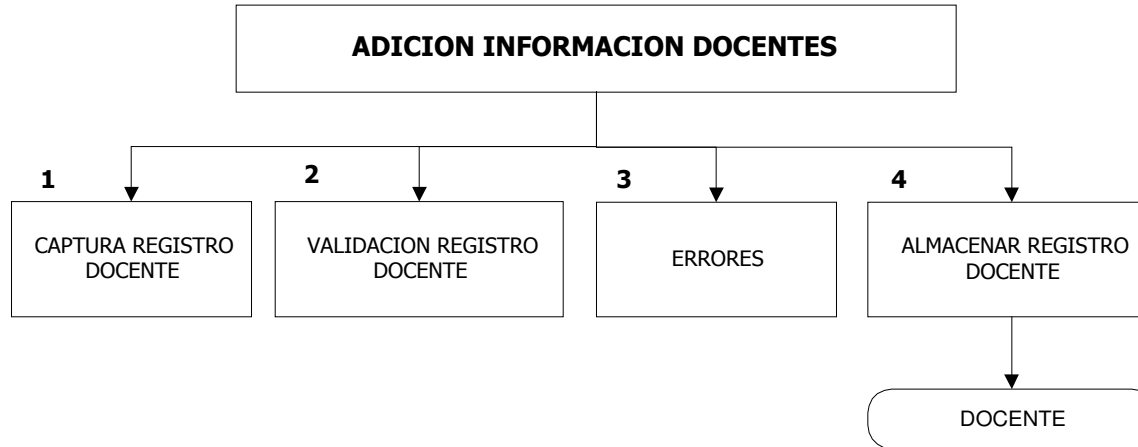 ADICION INFORMACION DOCENTES
1
CAPTURA REGISTRO
DOCENTE
2
VALIDACION REGISTRO
DOCENTE
3
ERRORES
4
ALMACENAR REGISTRO
DOCENTE
DOCENTE